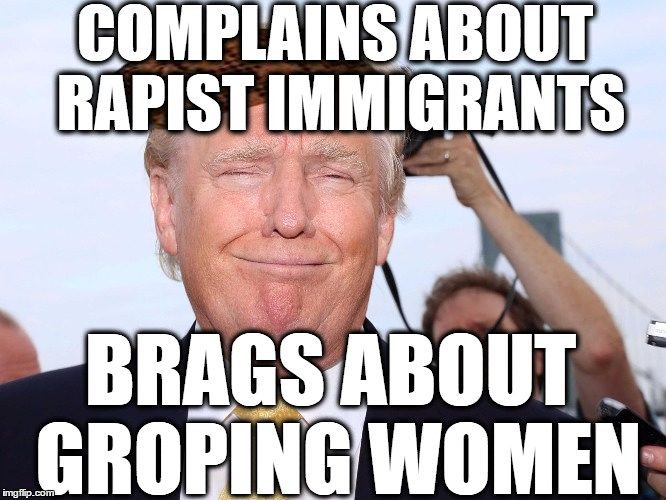 COMPLAINS ABOUT
RAPIST IMMIGRANTS
BRAGS ABOUT
GROPING WOMEN
imgflip.com